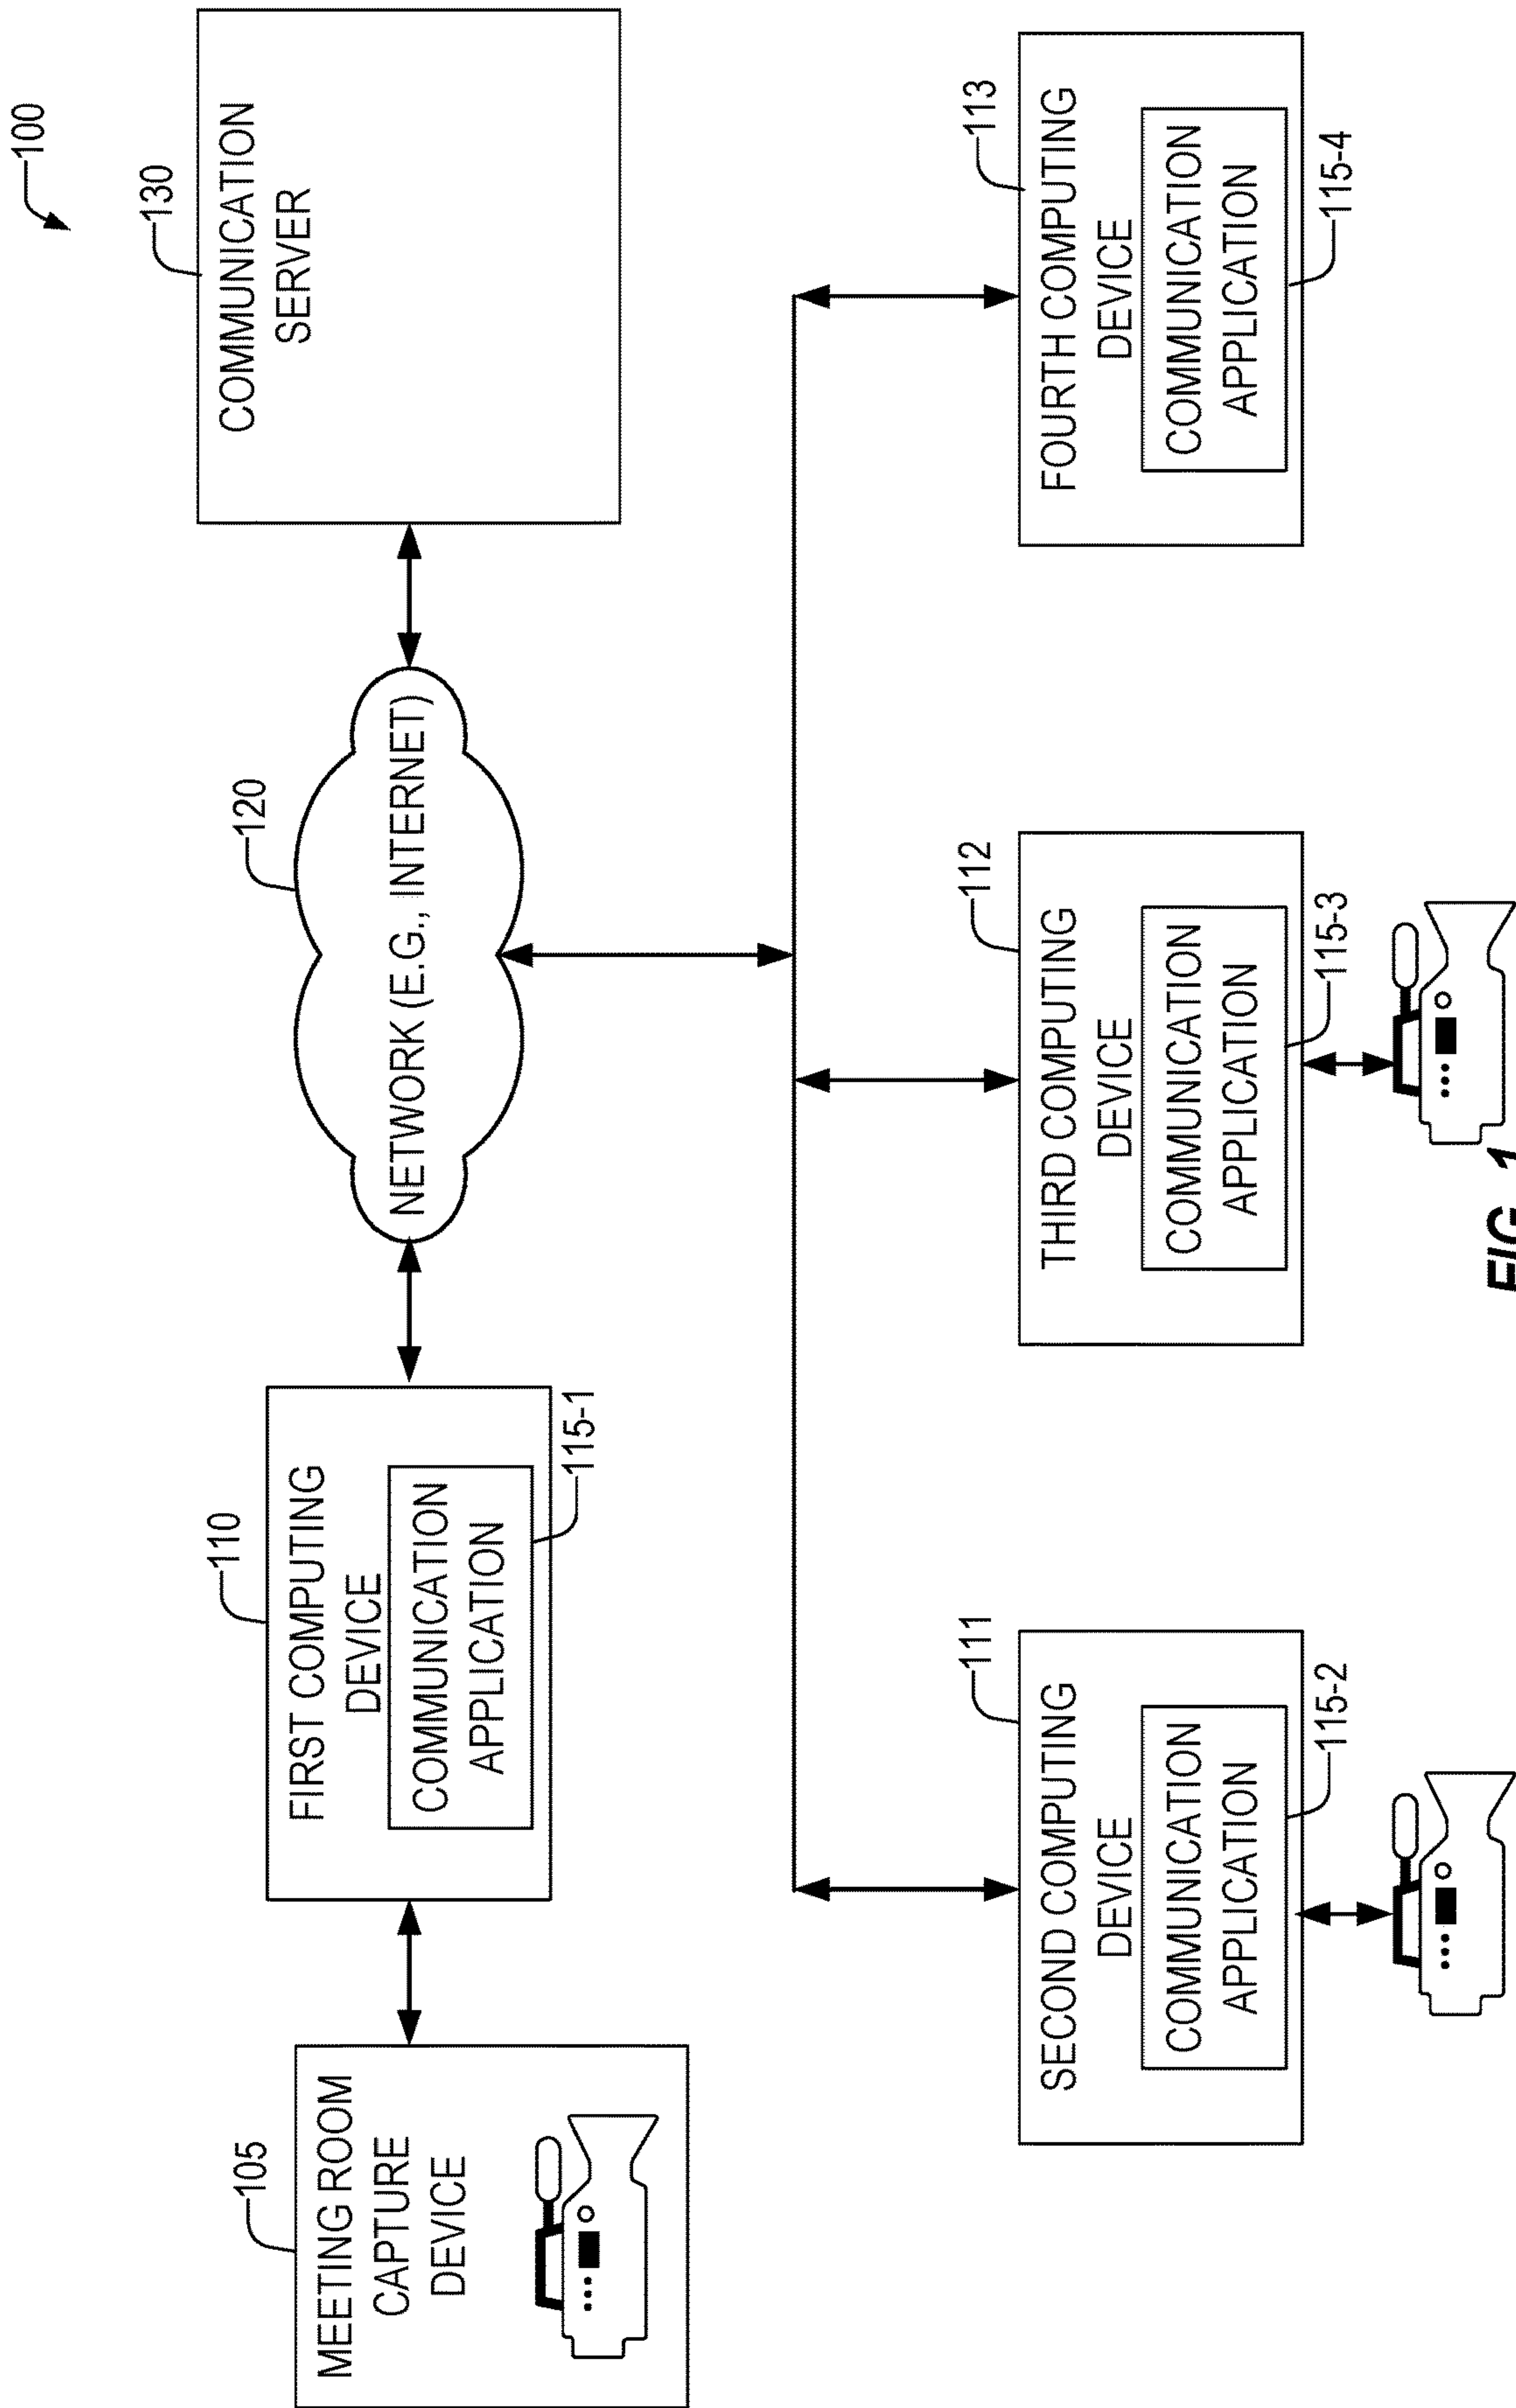 100
MEETING ROOM
CAPTURE
DEVICE
105
FIRST COMPUTING
DEVICE
110
COMMUNICATION
APPLICATION
115-1
NETWORK (E.G., INTERNET)
120
COMMUNICATION
SERVER
130
SECOND COMPUTING
DEVICE
111
COMMUNICATION
APPLICATION
115-2
THIRD COMPUTING
DEVICE
112
COMMUNICATION
APPLICATION
115-3
FOURTH COMPUTING
DEVICE
113
COMMUNICATION
APPLICATION
115-4
FIG. 1